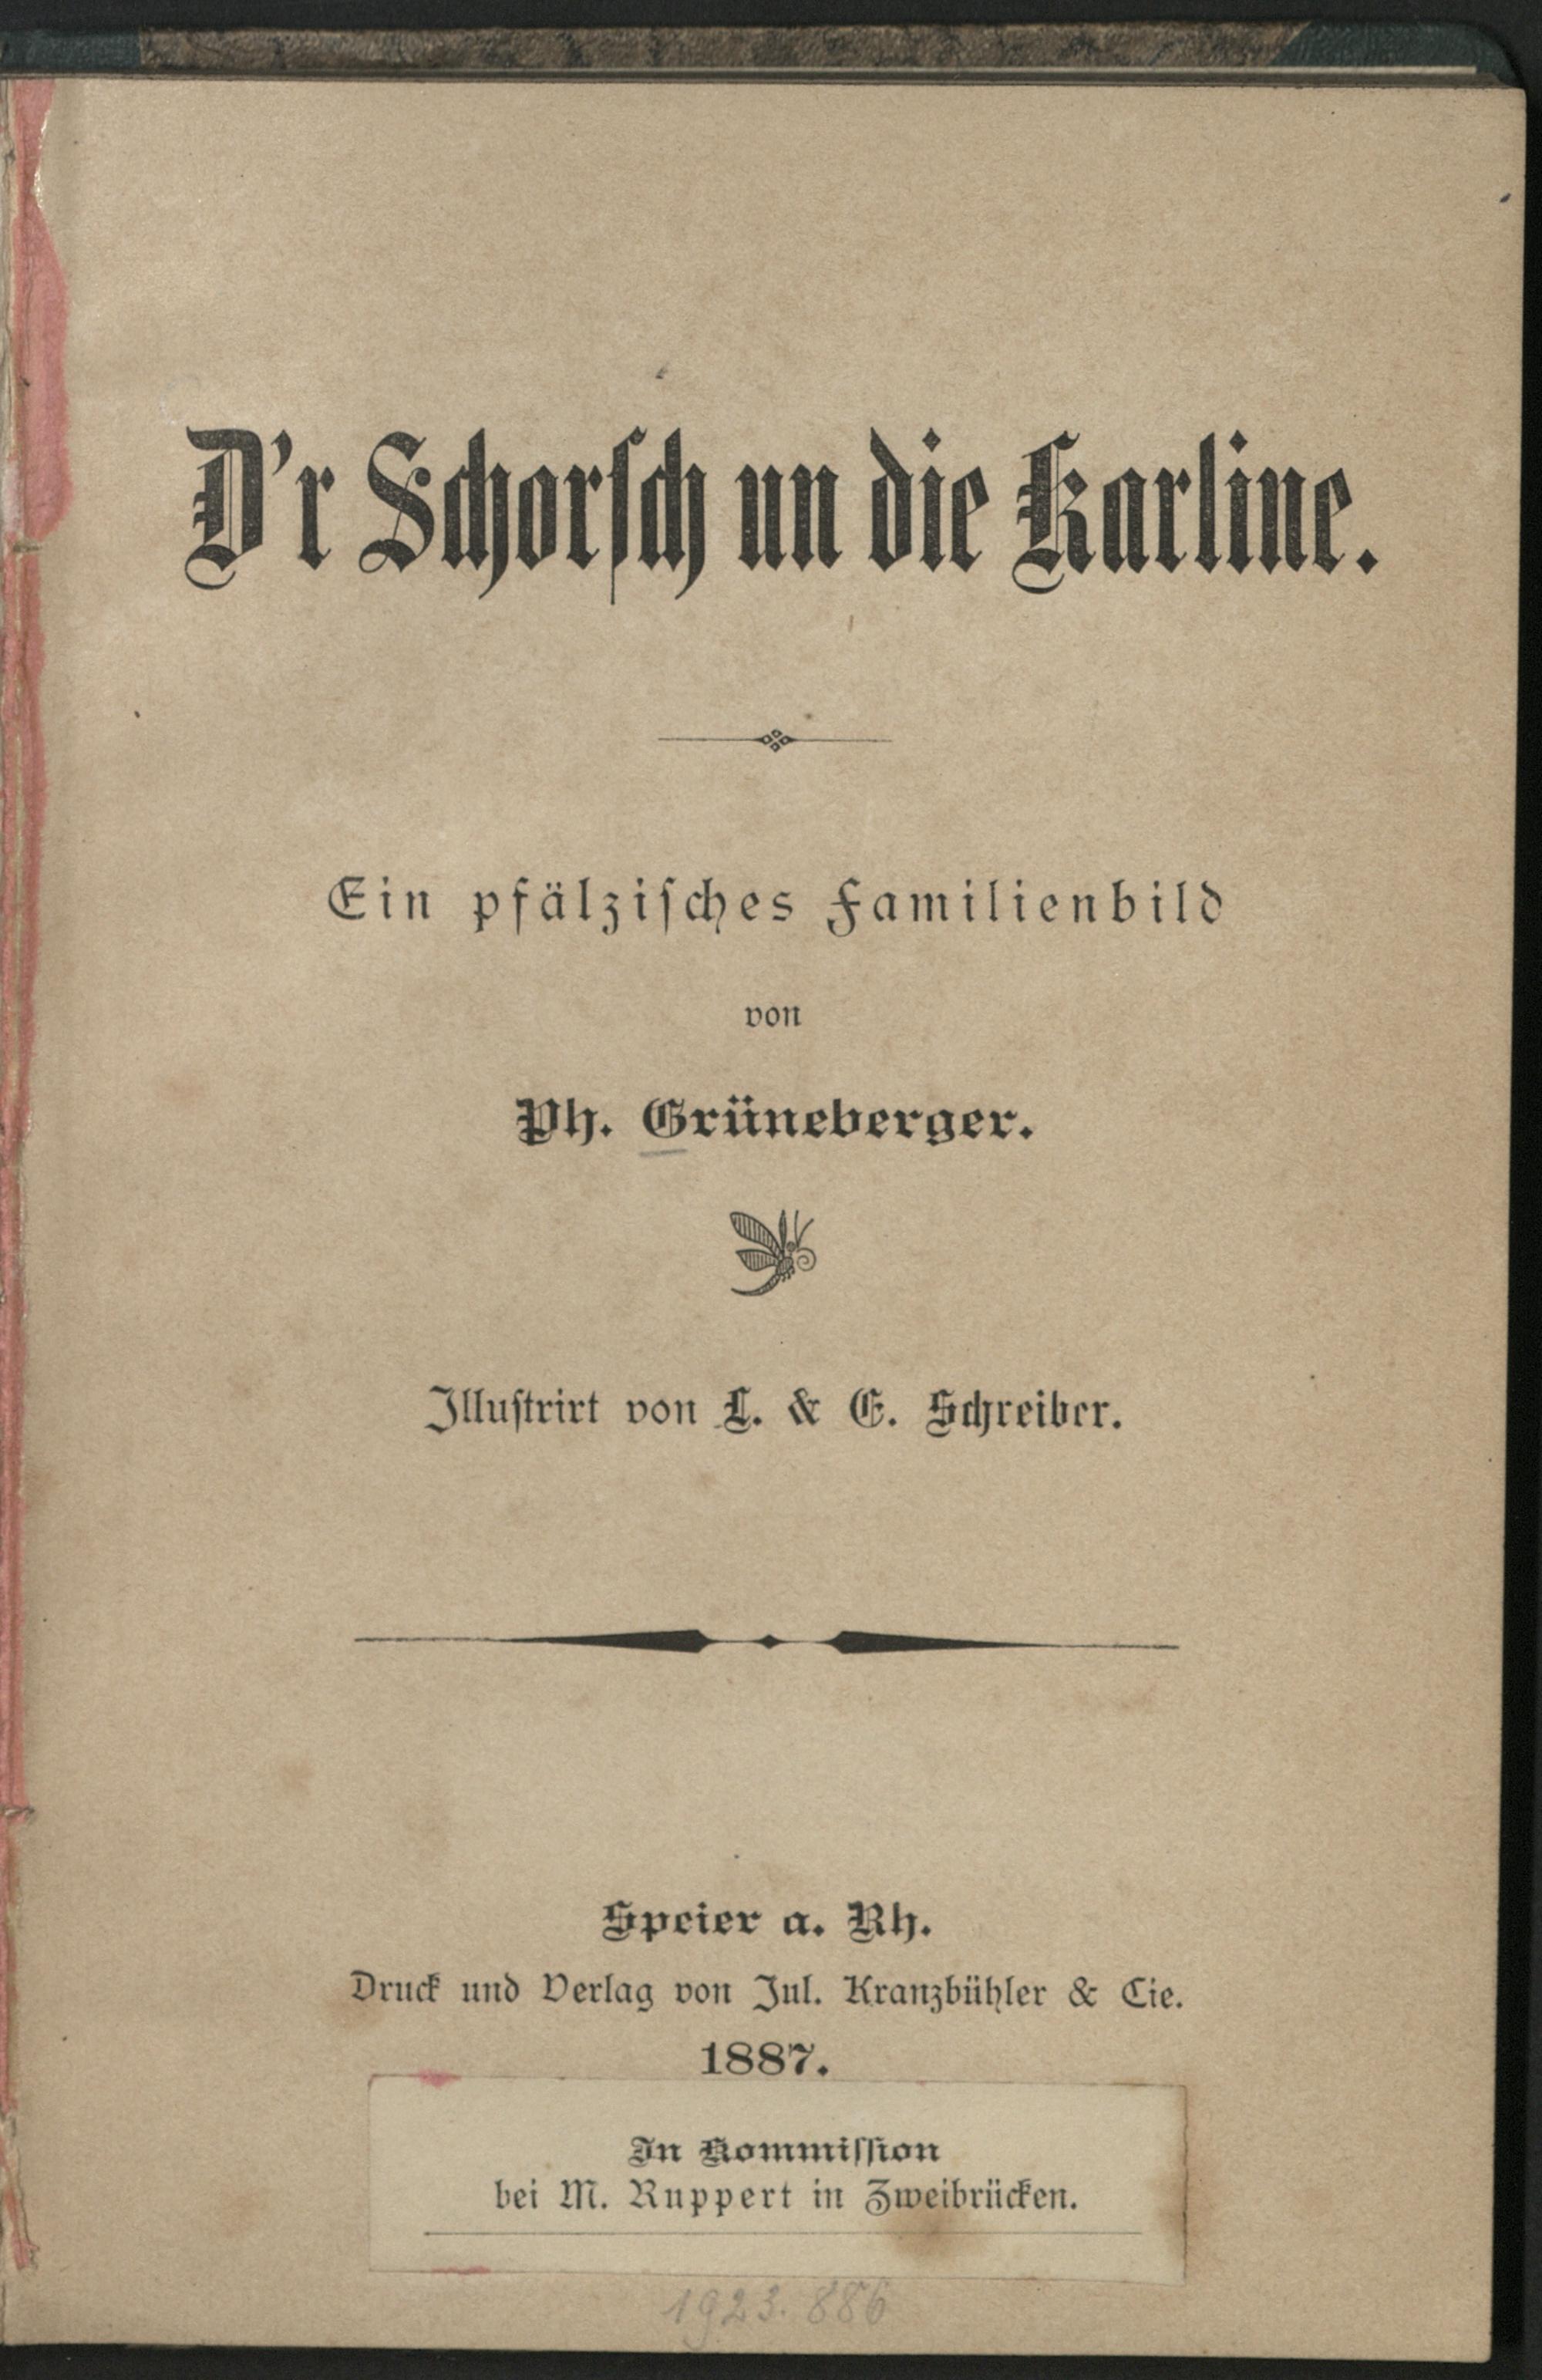 D'r Schorſch un die Karline.
Ein pfälziſches Familienbild
von
Ph. Grüneberger.
Illuſtrirt von L. & E. Schreiber.
Speier a. Rh.
Druck und Verlag von Jul. Kranzbühler & Cie.
1887.
In Kommiſſion
bei M. Ruppert in Zweibrücken.
1923. 886